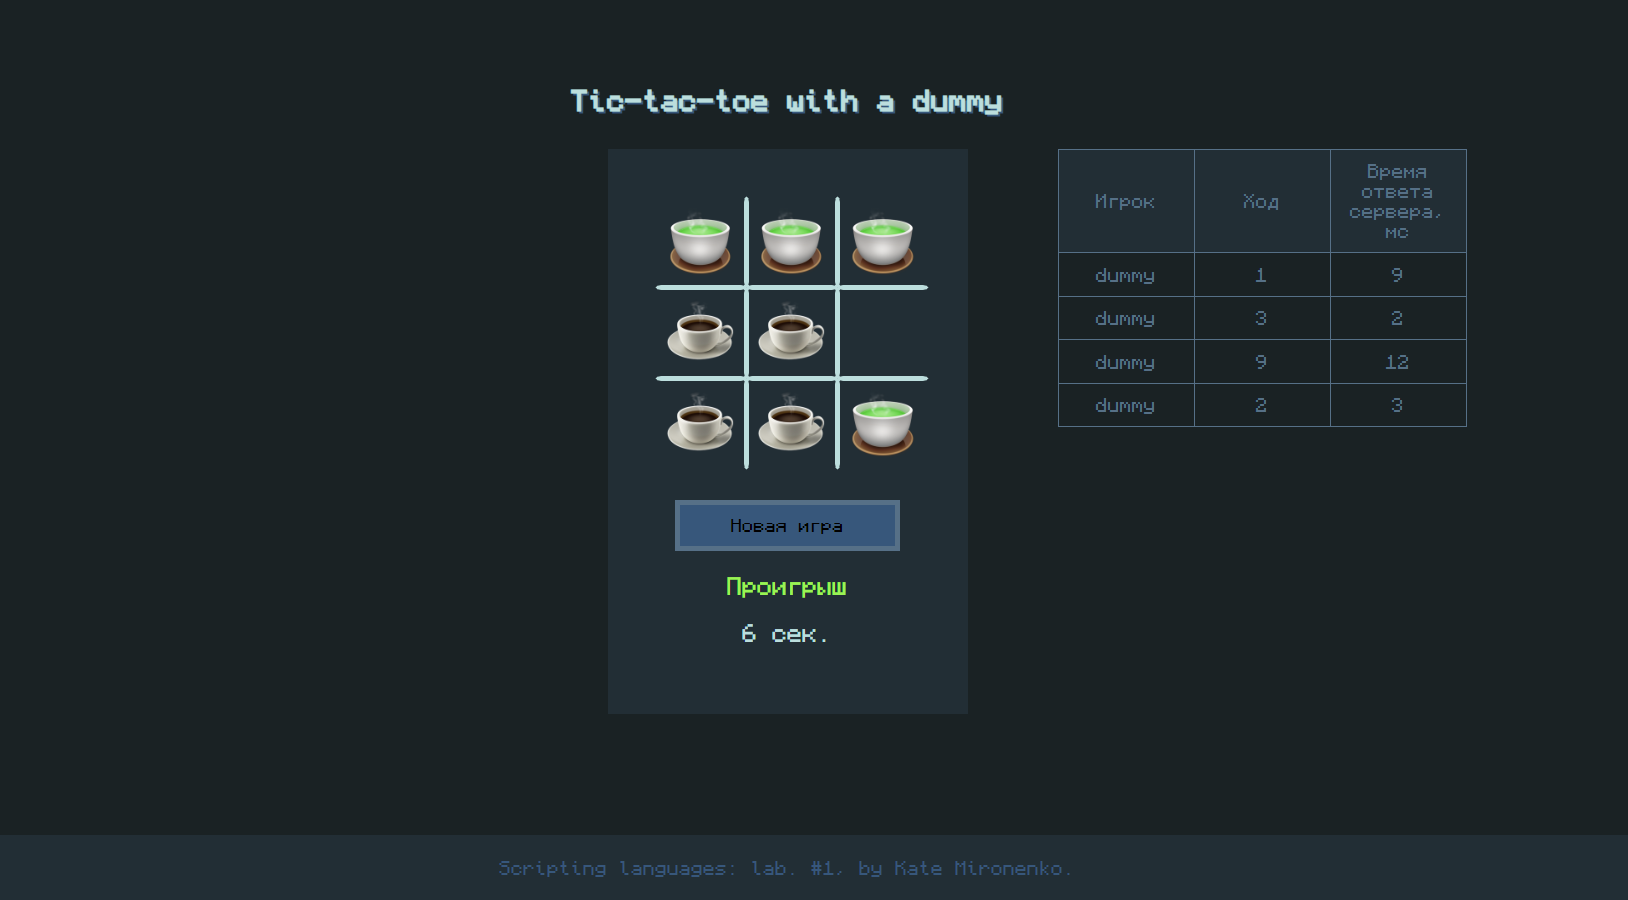 Tic-tac-toe with a dummy
Игрок Ход Время
ответа
сервера,
мс
dummy 1 9
dummy 3 2
dummy 9 12
dummy 2 3
Новая игра
Проигрыш
6 сек.
Scripting languages: lab. #1, by Kate Mironenko.